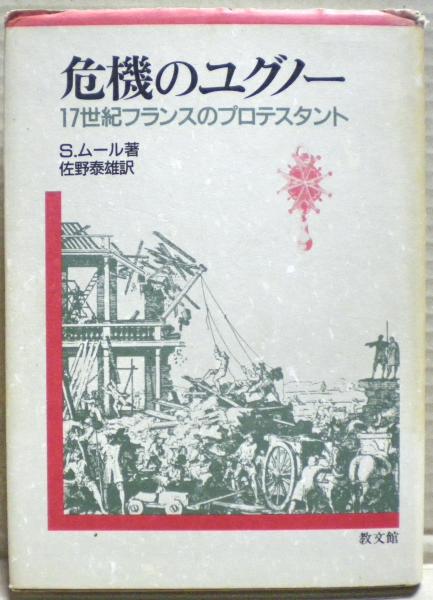 危機のユグノー
17世紀フランスのプロテスタント
S.ムール著
佐野泰雄訳
教文館